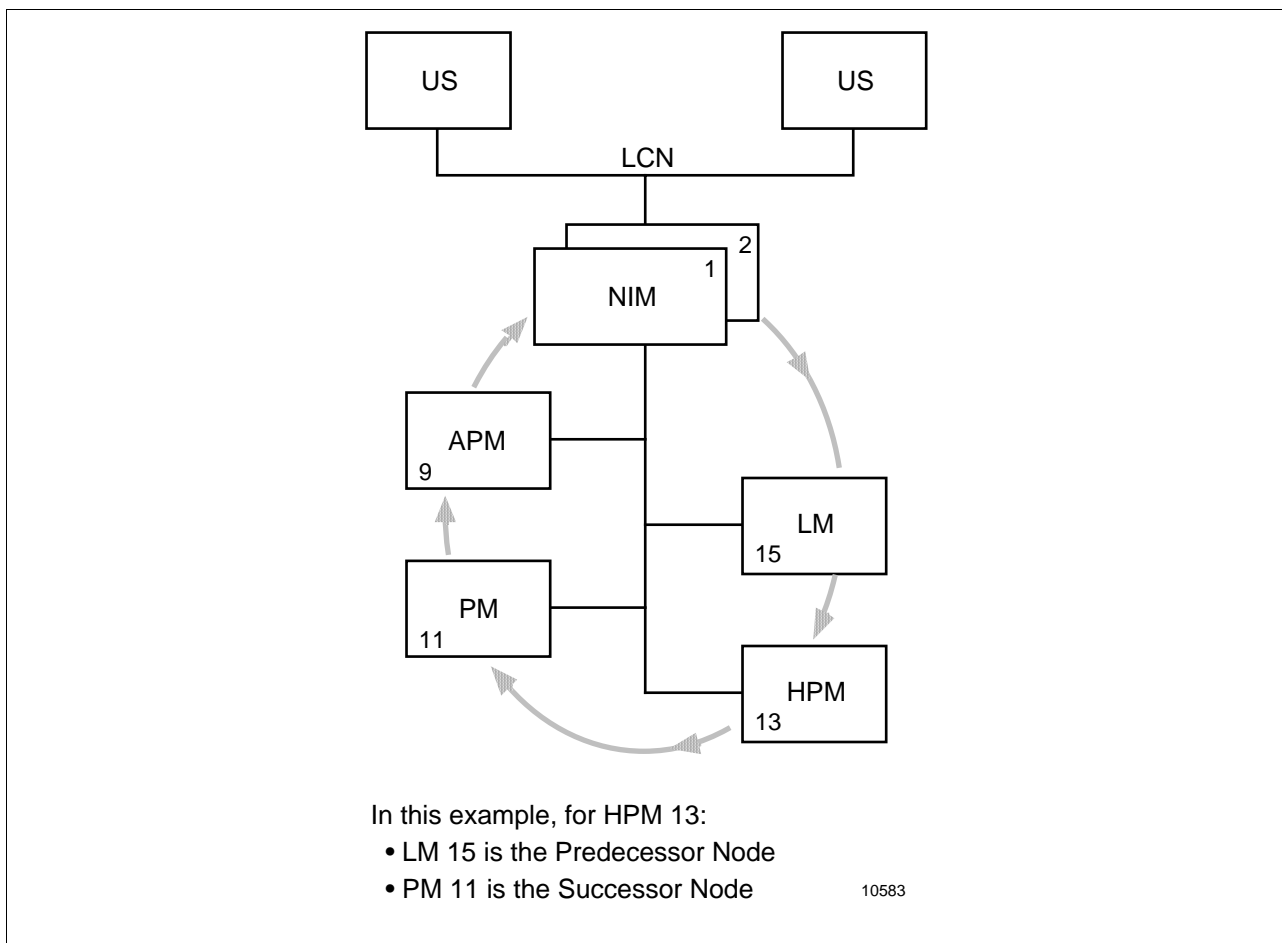 US
US
LCN
2
1
NIM
APM
9
LM
15
PM
11
HPM
13
In this example, for HPM 13:
• LM 15 is the Predecessor Node
• PM 11 is the Successor Node
10583